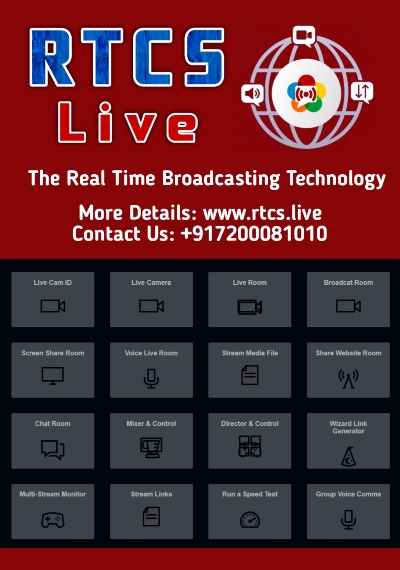 RTCS
Live
The Real Time Broadcasting Technology
More Details: www.rtcs.live
Contact Us: +917200081010
Live Cam ID
Live Camera
Live Room
Broadcat Room
Screen Share Room
Voice Live Room
Stream Media File
Share Website Room
Chat Room
Mixer & Control
Director & Control
Wizard Link
Generator
Multi-Stream Monitor
Stream Links
Run a Speed Test
Group Voice Comms